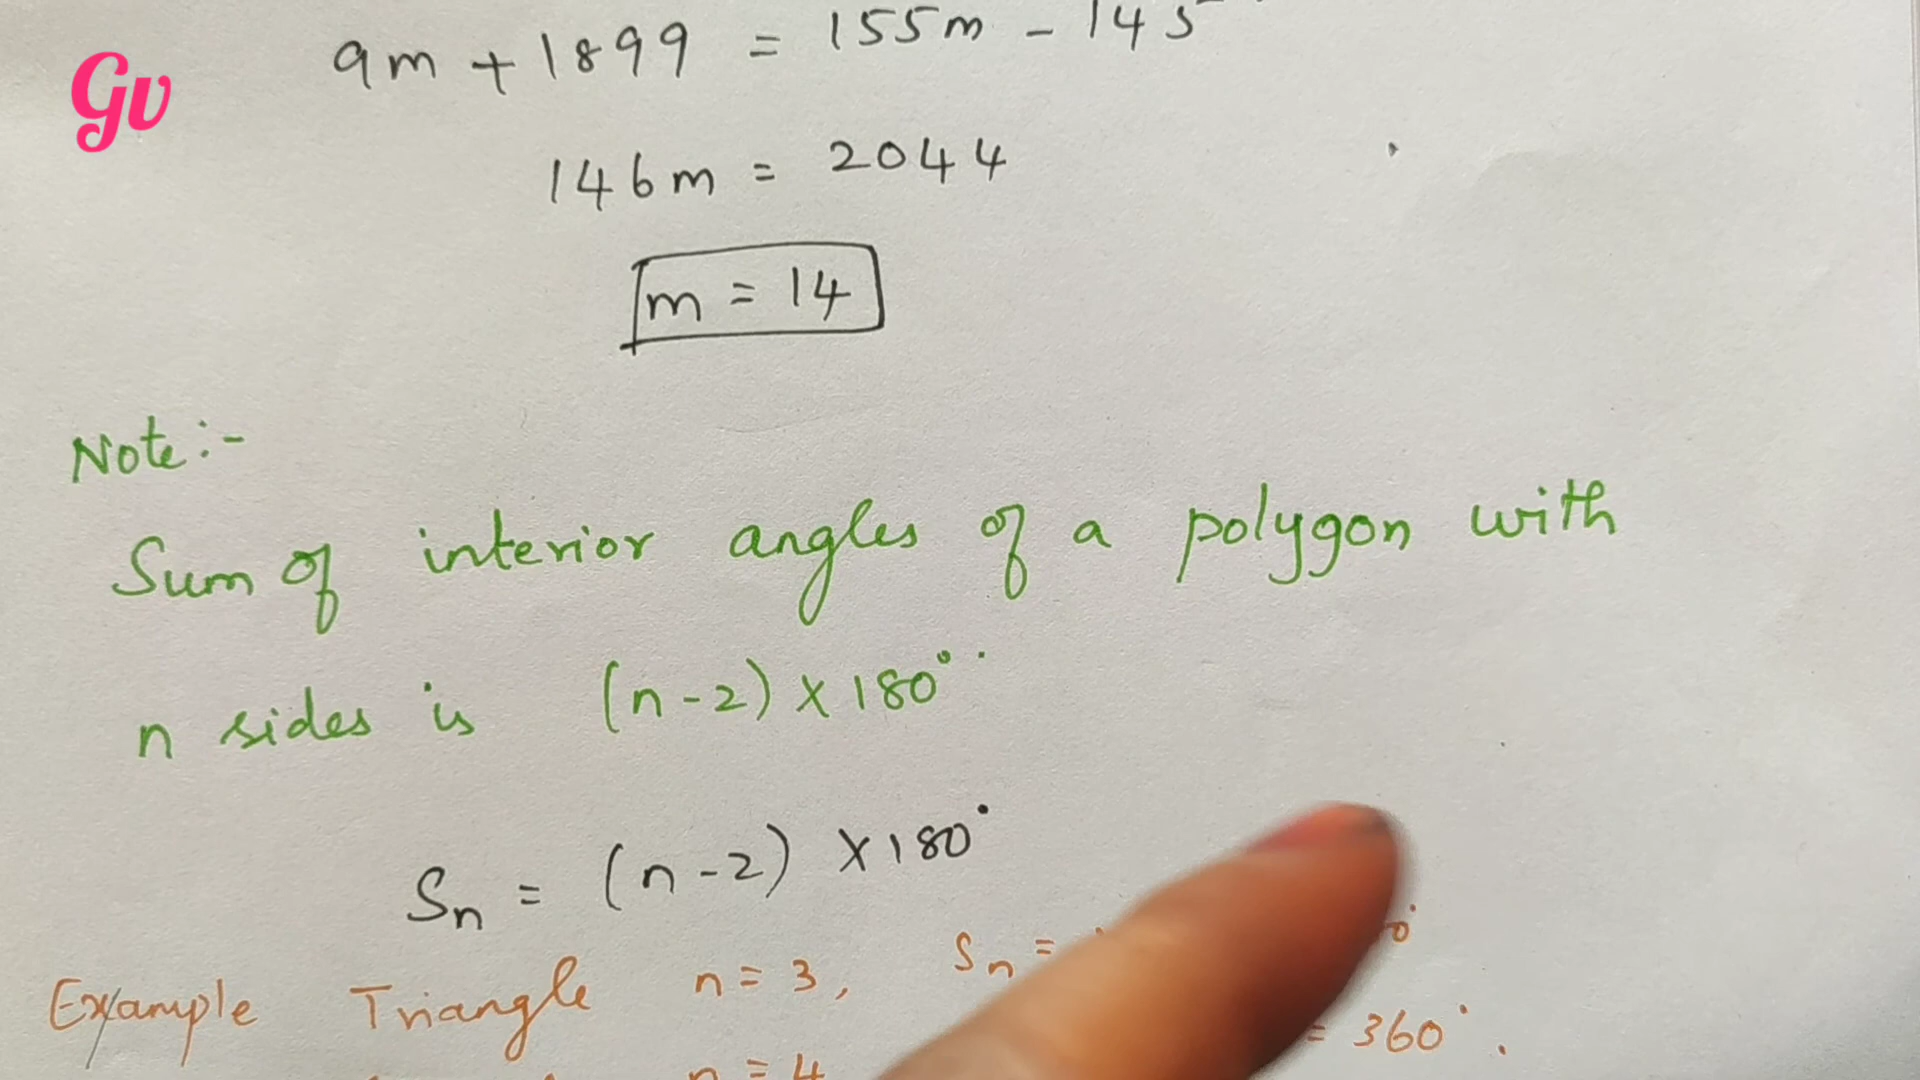 Gv
9m + 1899 = 155m - 145
146m = 2044
m = 14
Note:-
Sum of interior angles of a polygon with
n sides is (n-2) x 180°.
Sn = (n-2) x 180°
Example Triangle n = 3, Sn =
n = 4 = 360°.